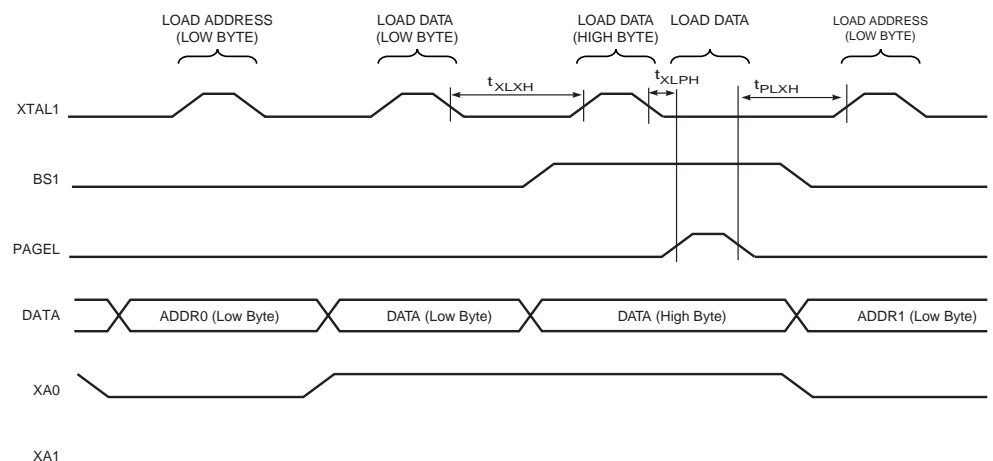 LOAD ADDRESS
(LOW BYTE)
LOAD DATA
(LOW BYTE)
LOAD DATA
(HIGH BYTE)
LOAD DATA
LOAD ADDRESS
(LOW BYTE)
XTAL1
tXLXH
tXLPH
tPLXH
BS1
PAGEL
DATA
ADDR0 (Low Byte)
DATA (Low Byte)
DATA (High Byte)
ADDR1 (Low Byte)
XA0
XA1